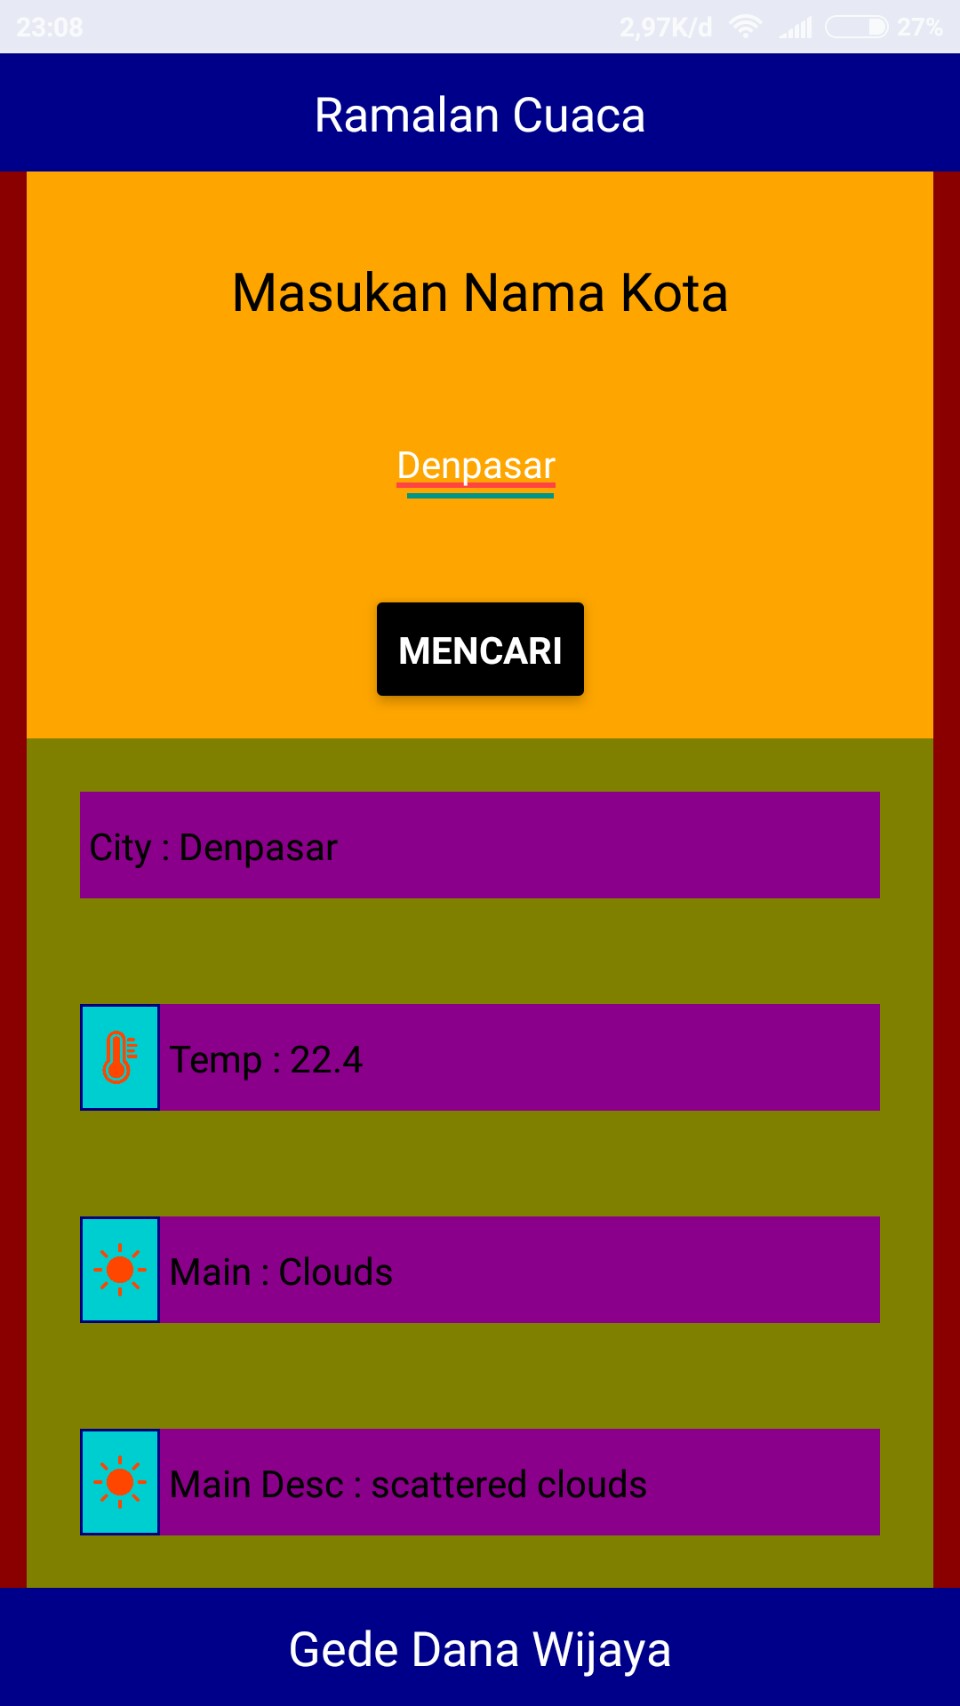 23:08 2,97K/d 27%
Ramalan Cuaca
Masukan Nama Kota
Denpasar
MENCARI
City : Denpasar
Temp : 22.4
Main : Clouds
Main Desc : scattered clouds
Gede Dana Wijaya